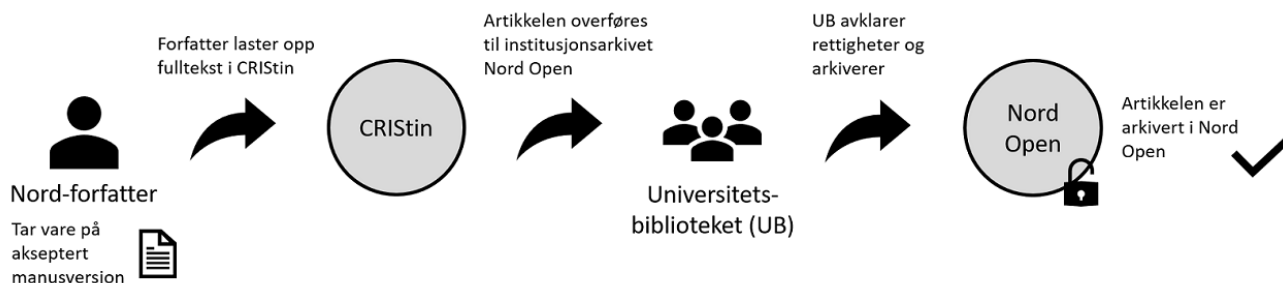 Forfatter laster opp
fulltekst i CRIStin
Artikkelen overføres
til institusjonsarkivet
Nord Open
UB avklarer
rettigheter og
arkiverer
CRIStin
Nord
Open
Artikkelen er
arkivert i Nord
Open
Nord-forfatter
Tar vare på
akseptert
manusversjon
Universitets-
biblioteket (UB)